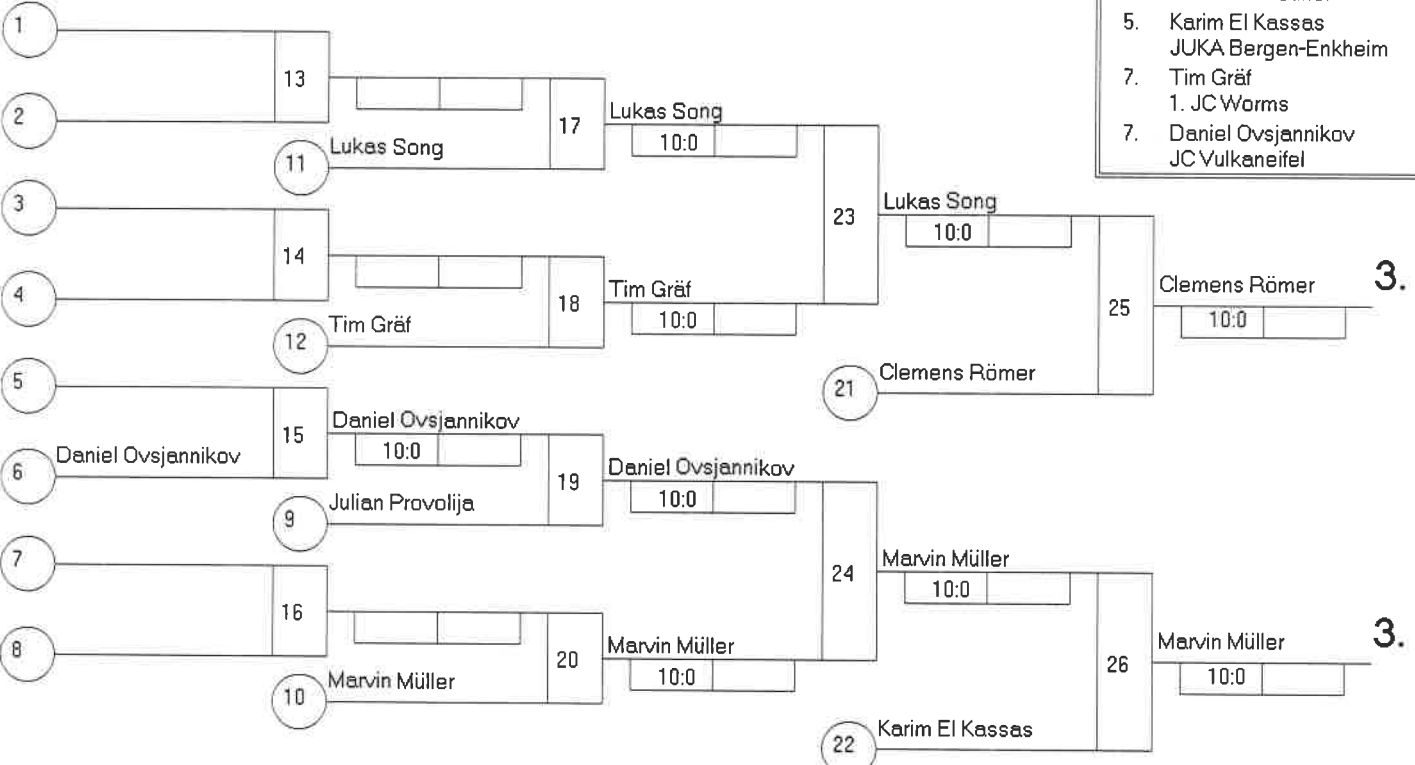 5. Karim El Kassas
JUKA Bergen-Enkheim
7. Tim Gräf
1. JC Worms
7. Daniel Ovsjannikov
JC Vulkaneifel
1
13
2
17
Lukas Song
10:0
11
Lukas Song
3
23
Lukas Song
10:0
14
4
18
Tim Gräf
10:0
12
Tim Gräf
25
Clemens Römer
10:0
3.
5
21
Clemens Römer
15
Daniel Ovsjannikov
10:0
6
Daniel Ovsjannikov
19
Daniel Ovsjannikov
10:0
9
Julian Provolija
7
24
Marvin Müller
10:0
16
8
20
Marvin Müller
10:0
10
Marvin Müller
26
Marvin Müller
10:0
3.
22
Karim El Kassas